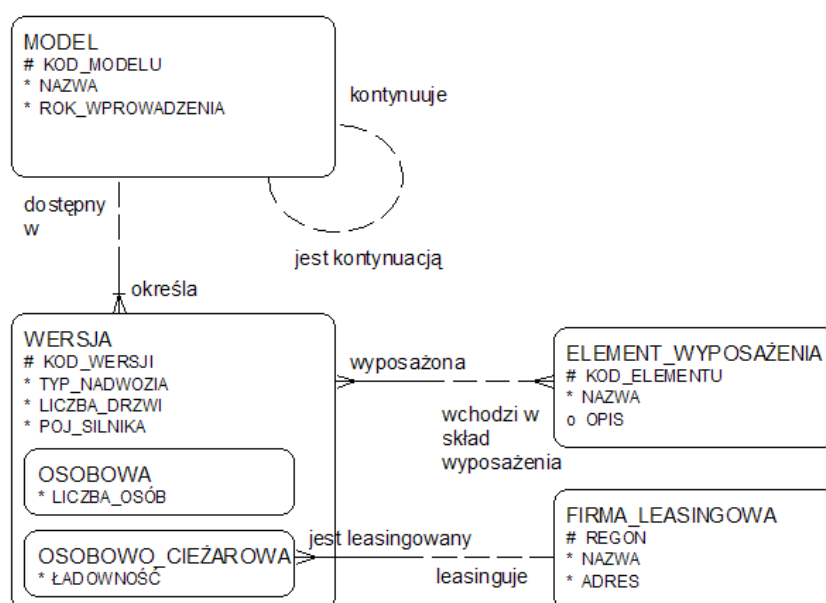 MODEL
# KOD_MODELU
* NAZWA
* ROK_WPROWADZENIA
kontynuuje
dostępny
w
jest kontynuacją
określa
WERSJA
# KOD_WERSJI
* TYP_NADWOZIA
* LICZBA_DRZWI
* POJ_SILNIKA
OSOBOWA
* LICZBA_OSÓB
OSOBOWO_CIĘŻAROWA
* ŁADOWNOŚĆ
wyposażona
wchodzi w
skład
wyposażenia
ELEMENT_WYPOSAŻENIA
# KOD_ELEMENTU
* NAZWA
o OPIS
jest leasingowany
leasinguje
FIRMA_LEASINGOWA
# REGON
* NAZWA
* ADRES